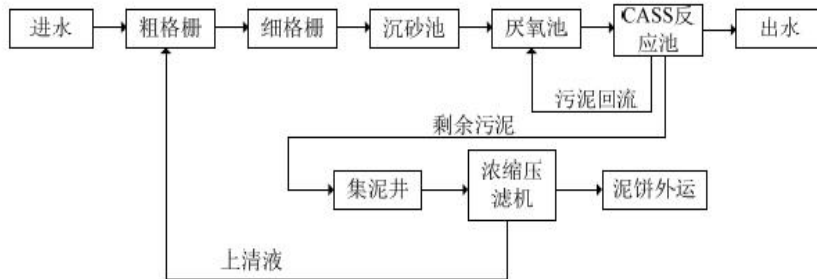 进水
粗格栅
细格栅
沉砂池
厌氧池
CASS反
应池
出水
污泥回流
剩余污泥
集泥井
浓缩压
滤机
泥饼外运
上清液